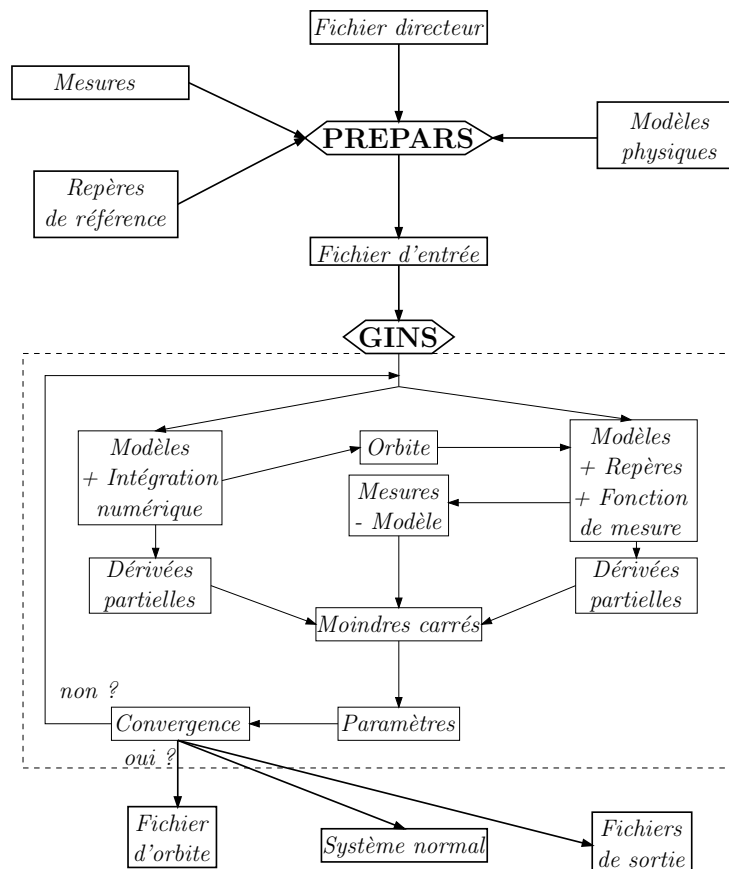 Fichier directeur
Mesures
PREPARS
Modèles
physiques
Repères
de référence
Fichier d'entrée
GINS
Modèles
+ Intégration
numérique
Orbite
Modèles
+ Repères
+ Fonction
de mesure
Mesures
- Modèle
Dérivées
partielles
Dérivées
partielles
Moindres carrés
non ?
Convergence
Paramètres
oui ?
Fichier
d'orbite
Système normal
Fichiers
de sortie